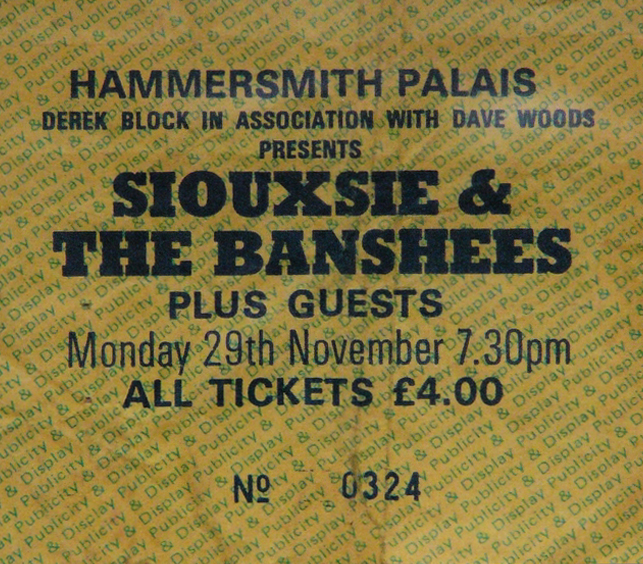 HAMMERSMITH PALAIS
DEREK BLOCK IN ASSOCIATION WITH DAVE WOODS
PRESENTS
SIOUXSIE &
THE BANSHEES
PLUS GUESTS
Monday 29th November 7.30pm
ALL TICKETS £4.00
Nº 0324